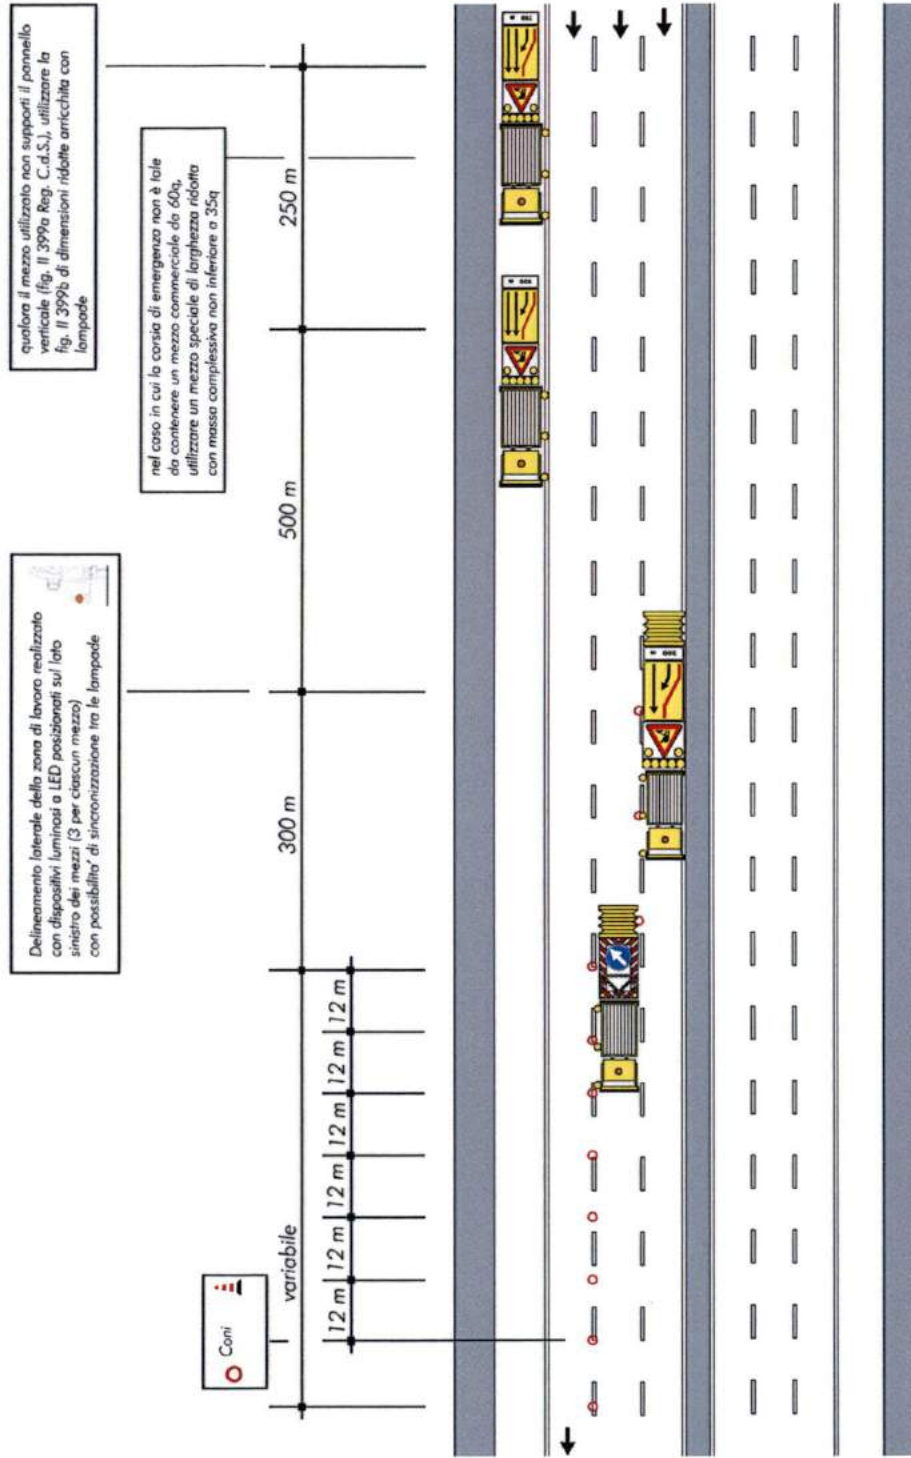 qualora il mezzo utilizzato non supporti il pannello
verticale (fig. II 399a Reg. C.d.S.), utilizzare la
fig. II 399b di dimensioni ridotte arricchita con
lampade
nel caso in cui la corsia di emergenza non è tale
da contenere un mezzo commerciale da 60q,
utilizzare un mezzo speciale di larghezza ridotta
con massa complessiva non inferiore a 35q
Delineamento laterale della zona di lavoro realizzato
con dispositivi luminosi a LED posizionati sul lato
sinistro dei mezzi (3 per ciascun mezzo)
con possibilita' di sincronizzazione tra le lampade
Coni
variabile
300 m
500 m
250 m
12 m
12 m
12 m
12 m
12 m
12 m